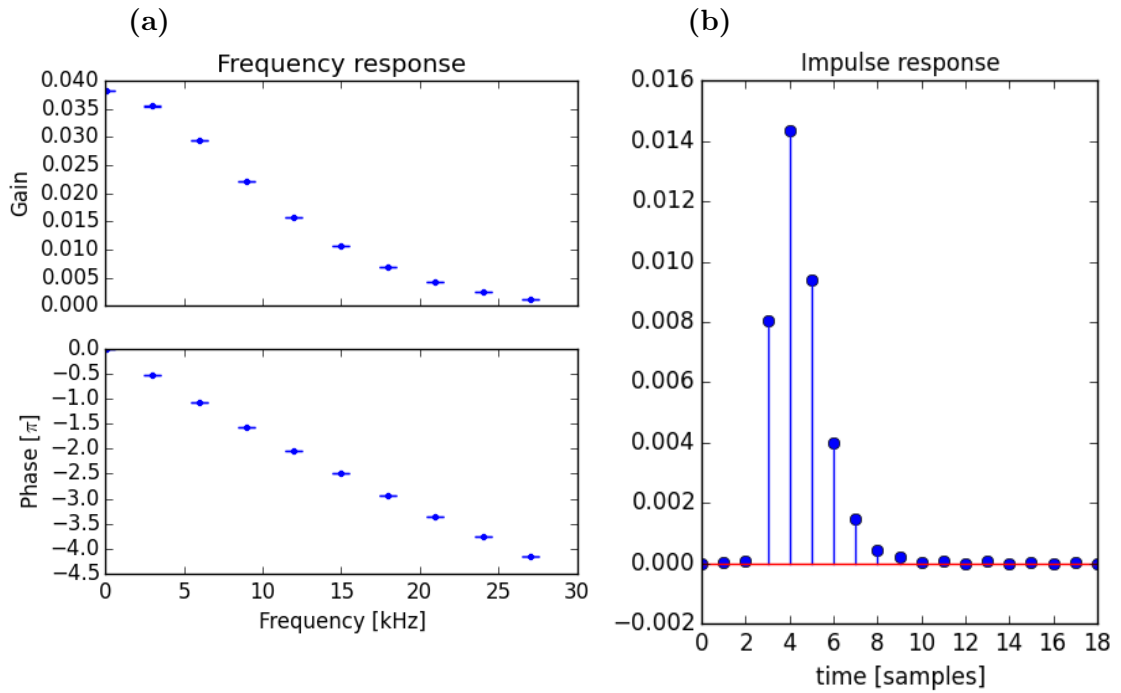 (a)
Frequency response
0.040
0.035
0.030
0.025
0.020
0.015
0.010
0.005
0.000
Gain
0.0
−0.5
−1.0
−1.5
−2.0
−2.5
−3.0
−3.5
−4.0
−4.5
Phase [π]
0 5 10 15 20 25 30
Frequency [kHz]
(b)
Impulse response
0.016
0.014
0.012
0.010
0.008
0.006
0.004
0.002
0.000
−0.002
0 2 4 6 8 10 12 14 16 18
time [samples]